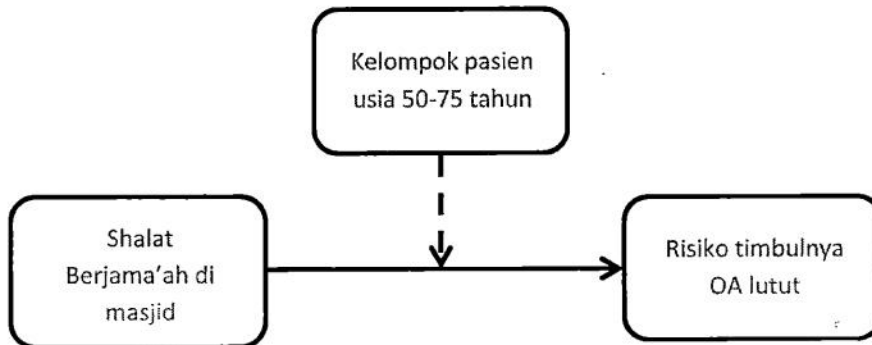 Kelompok pasien
usia 50-75 tahun
Shalat
Berjama'ah di
masjid
Risiko timbulnya
OA lutut